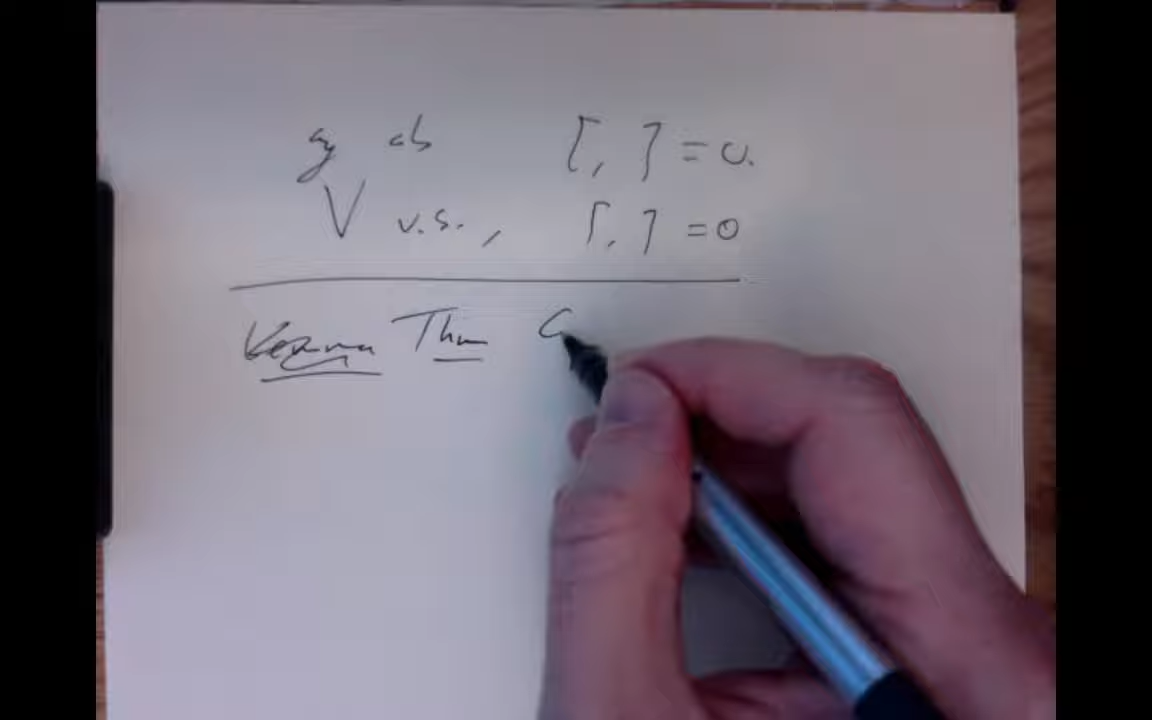 𝔤 ab [ , ] = 0.
V v.s., [ , ] = 0
Thm G